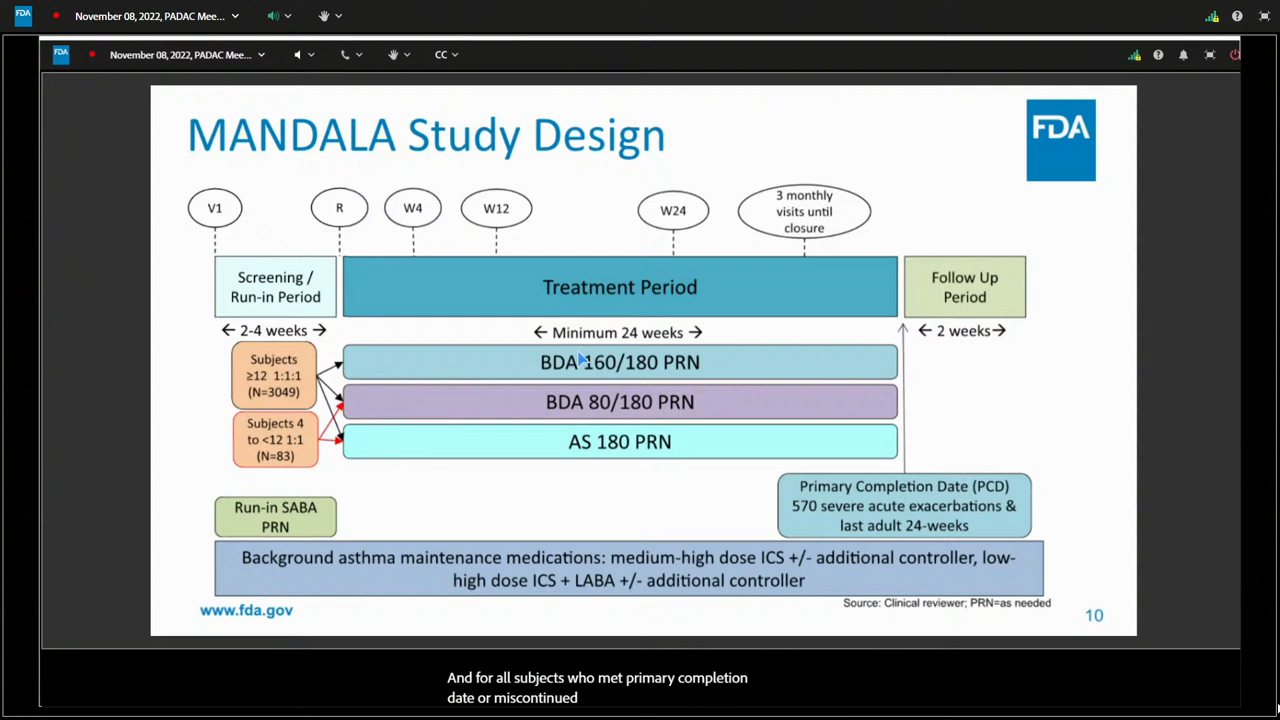 FDA
November 08, 2022, PADAC Mee...
FDA
November 08, 2022, PADAC Mee...
CC
MANDALA Study Design
FDA
V1
R
W4
W12
W24
3 monthly
visits until
closure
Screening /
Run-in Period
Treatment Period
Follow Up
Period
← 2-4 weeks →
← Minimum 24 weeks →
← 2 weeks→
Subjects
≥12 1:1:1
(N=3049)
BDA 160/180 PRN
BDA 80/180 PRN
Subjects 4
to <12 1:1
(N=83)
AS 180 PRN
Primary Completion Date (PCD)
570 severe acute exacerbations &
last adult 24-weeks
Run-in SABA
PRN
Background asthma maintenance medications: medium-high dose ICS +/- additional controller, low-
high dose ICS + LABA +/- additional controller
www.fda.gov
Source: Clinical reviewer; PRN=as needed
10
And for all subjects who met primary completion
date or miscontinued